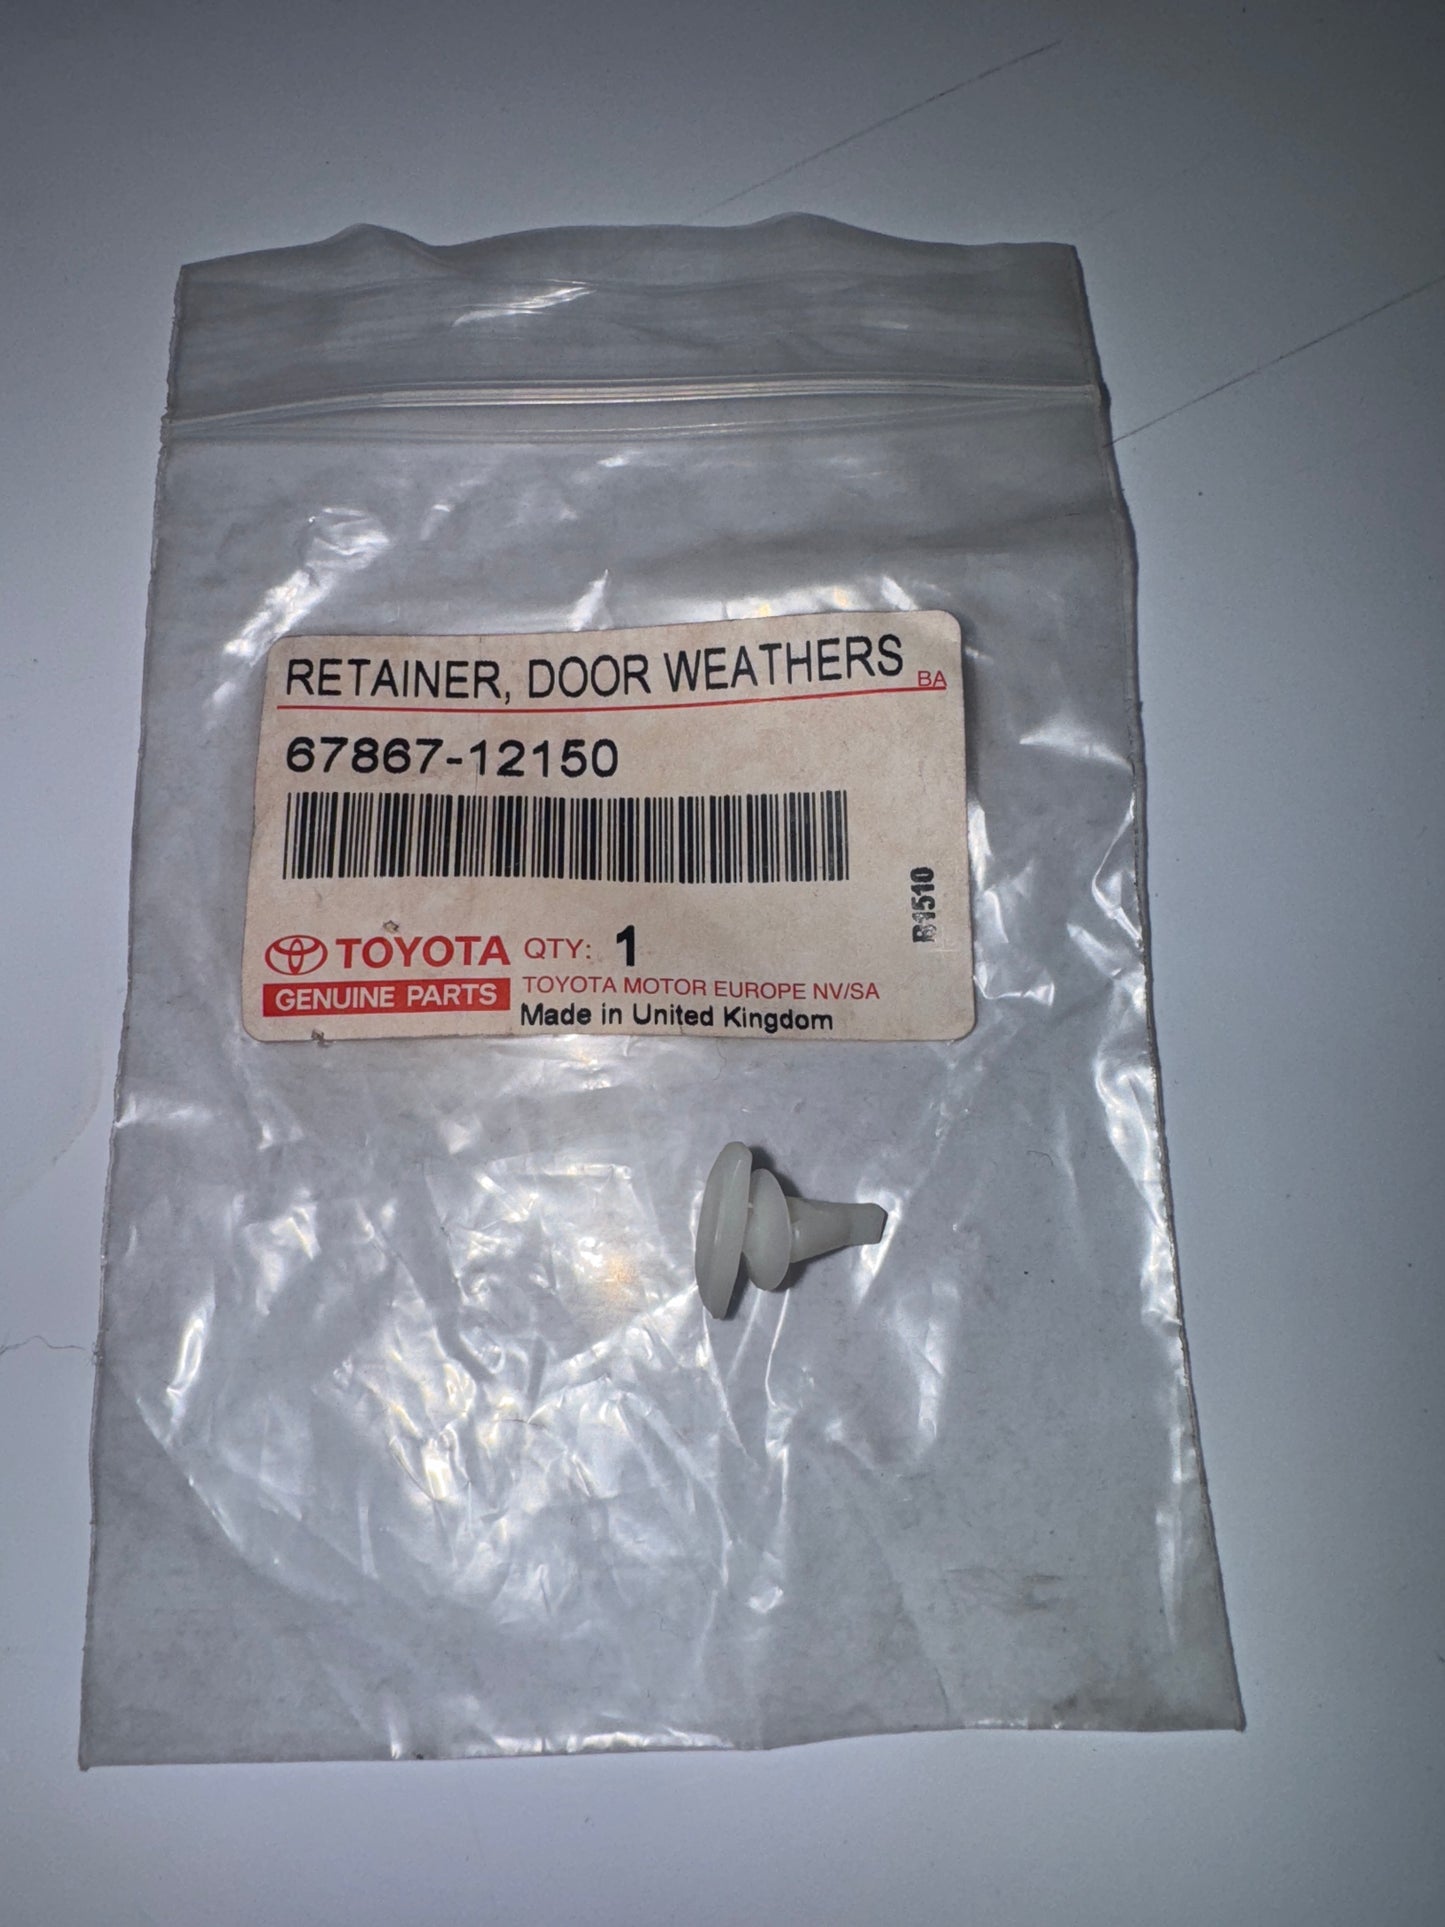 RETAINER, DOOR WEATHERS BA
67867-12150
B1510
TOYOTA QTY: 1
GENUINE PARTS TOYOTA MOTOR EUROPE NV/SA
Made in United Kingdom